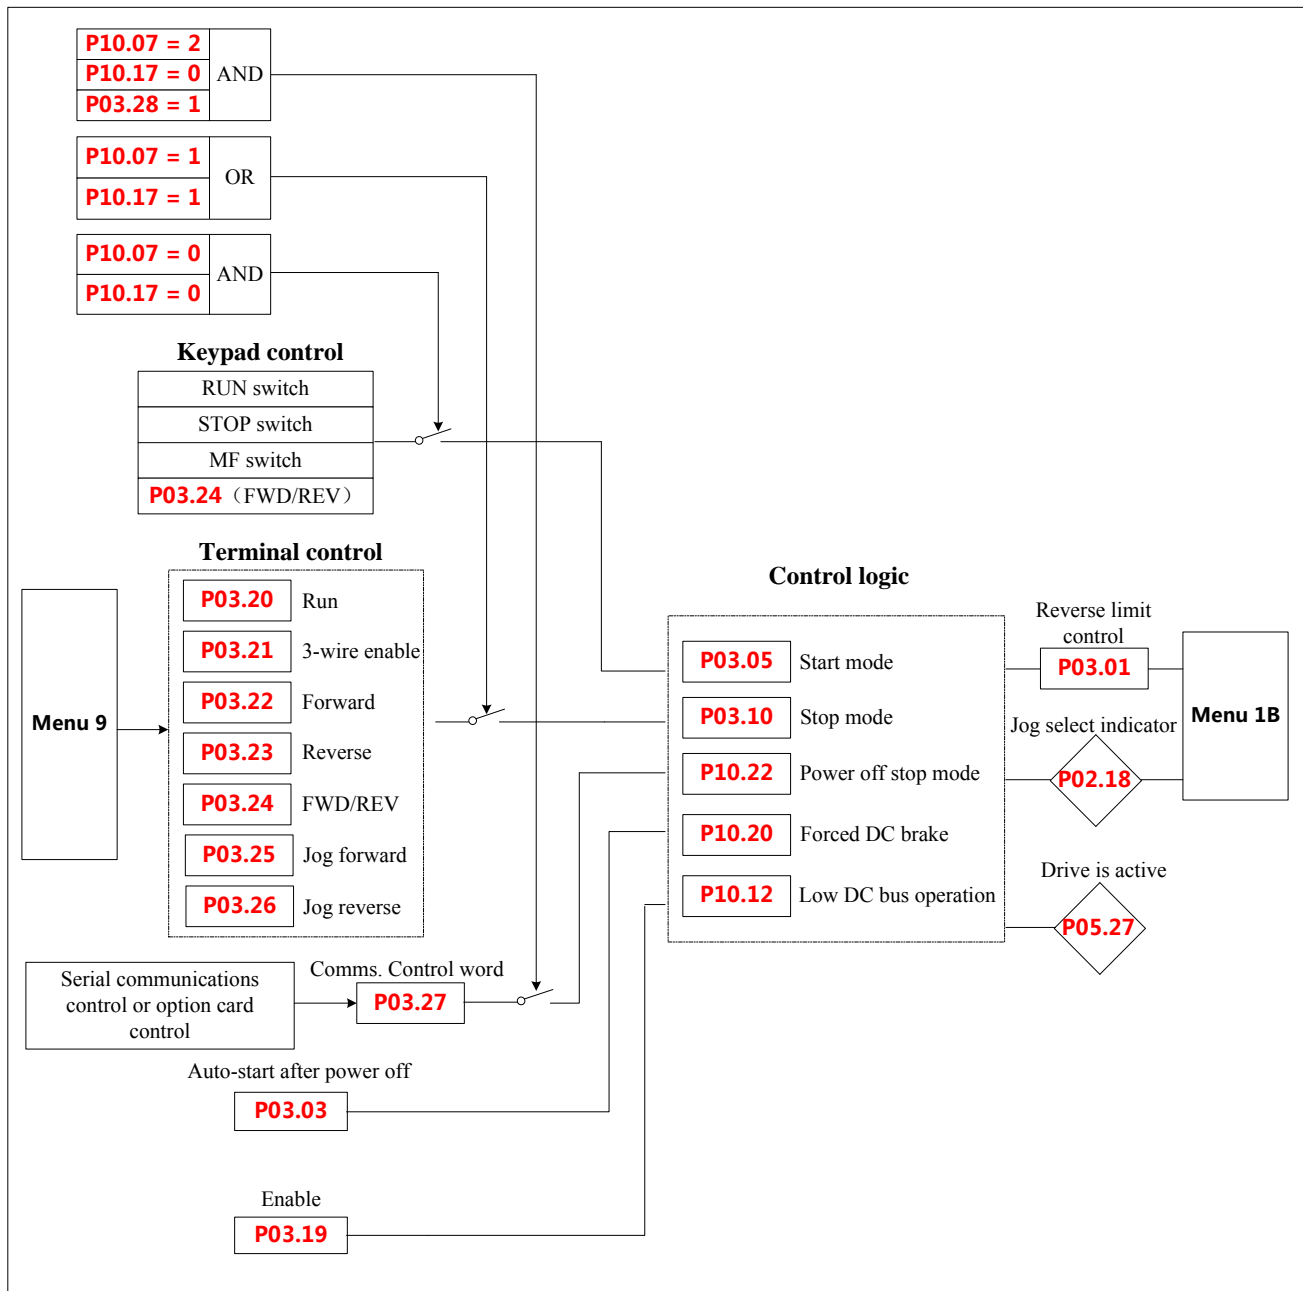 P10.07 = 2
P10.17 = 0
P03.28 = 1
AND
P10.07 = 1
P10.17 = 1
OR
P10.07 = 0
P10.17 = 0
AND
Keypad control
RUN switch
STOP switch
MF switch
P03.24（FWD/REV）
Terminal control
Menu 9
P03.20 Run
P03.21 3-wire enable
P03.22 Forward
P03.23 Reverse
P03.24 FWD/REV
P03.25 Jog forward
P03.26 Jog reverse
Serial communications
control or option card
control
Comms. Control word
P03.27
Auto-start after power off
P03.03
Enable
P03.19
Control logic
P03.05 Start mode
P03.10 Stop mode
P10.22 Power off stop mode
P10.20 Forced DC brake
P10.12 Low DC bus operation
Reverse limit
control
P03.01
Jog select indicator
P02.18
Menu 1B
Drive is active
P05.27